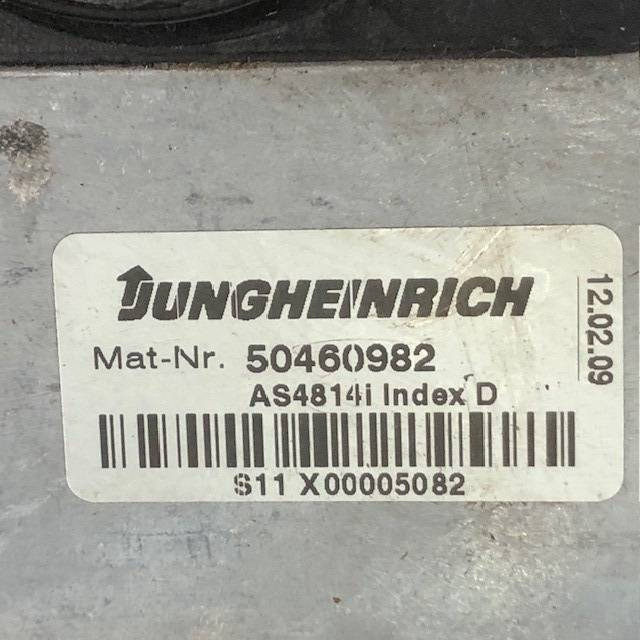 JUNGHEINRICH
Mat-Nr. 50460982
AS4814i Index D
S11 X00005082
12.02.09